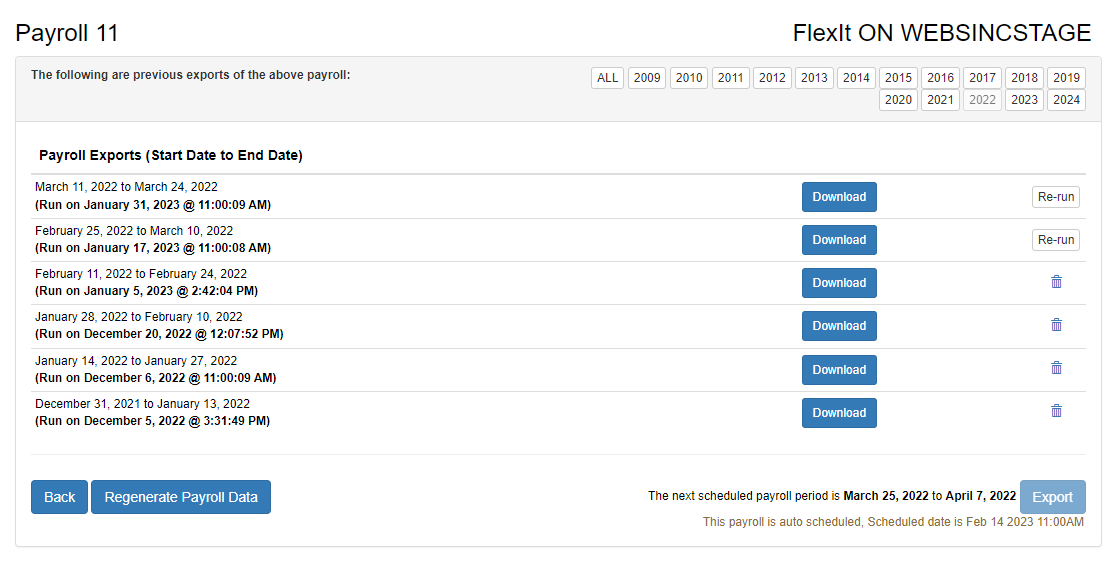 Payroll 11
FlexIt ON WEBSINCSTAGE
The following are previous exports of the above payroll:
ALL 2009 2010 2011 2012 2013 2014 2015 2016 2017 2018 2019
2020 2021 2022 2023 2024
Payroll Exports (Start Date to End Date)
March 11, 2022 to March 24, 2022
(Run on January 31, 2023 @ 11:00:09 AM)
Download
Re-run
February 25, 2022 to March 10, 2022
(Run on January 17, 2023 @ 11:00:08 AM)
Download
Re-run
February 11, 2022 to February 24, 2022
(Run on January 5, 2023 @ 2:42:04 PM)
Download
January 28, 2022 to February 10, 2022
(Run on December 20, 2022 @ 12:07:52 PM)
Download
January 14, 2022 to January 27, 2022
(Run on December 6, 2022 @ 11:00:09 AM)
Download
December 31, 2021 to January 13, 2022
(Run on December 5, 2022 @ 3:31:49 PM)
Download
Back
Regenerate Payroll Data
The next scheduled payroll period is March 25, 2022 to April 7, 2022
Export
This payroll is auto scheduled, Scheduled date is Feb 14 2023 11:00AM